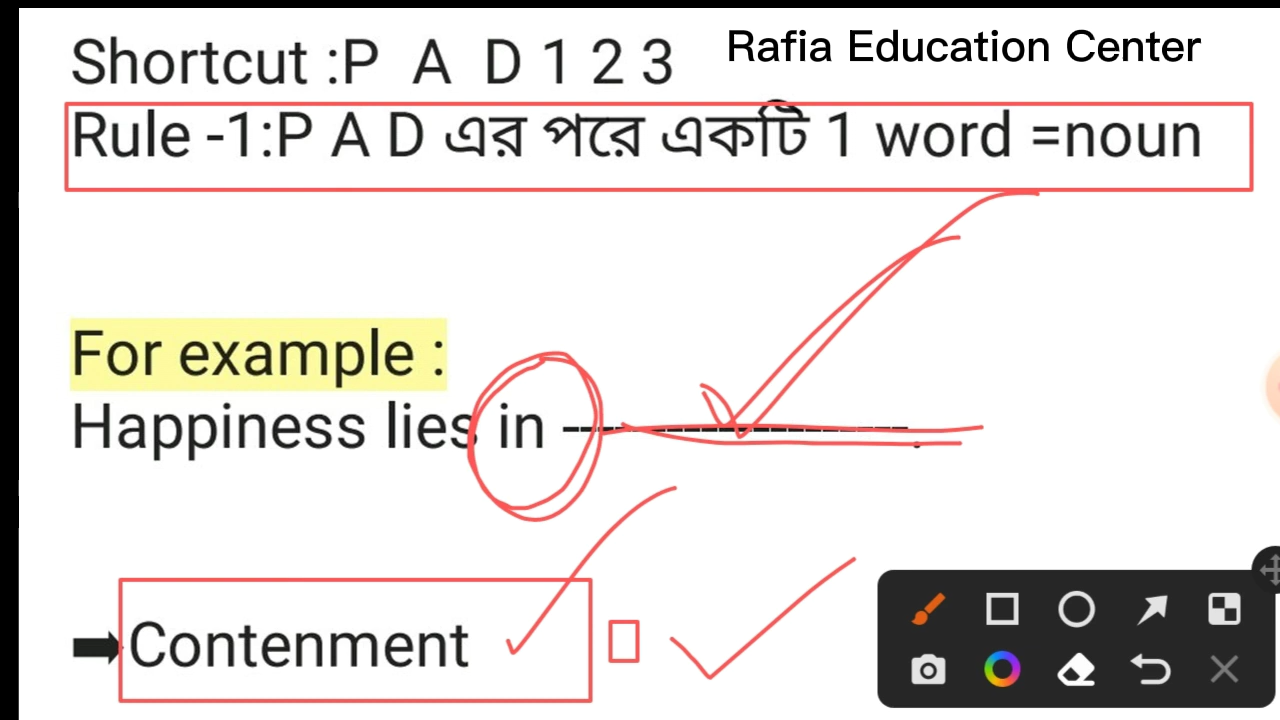 Shortcut :P A D 1 2 3 Rafia Education Center
Rule -1:P A D এর পরে একটি 1 word =noun
For example :
Happiness lies in -----------------------.
➡Contenment